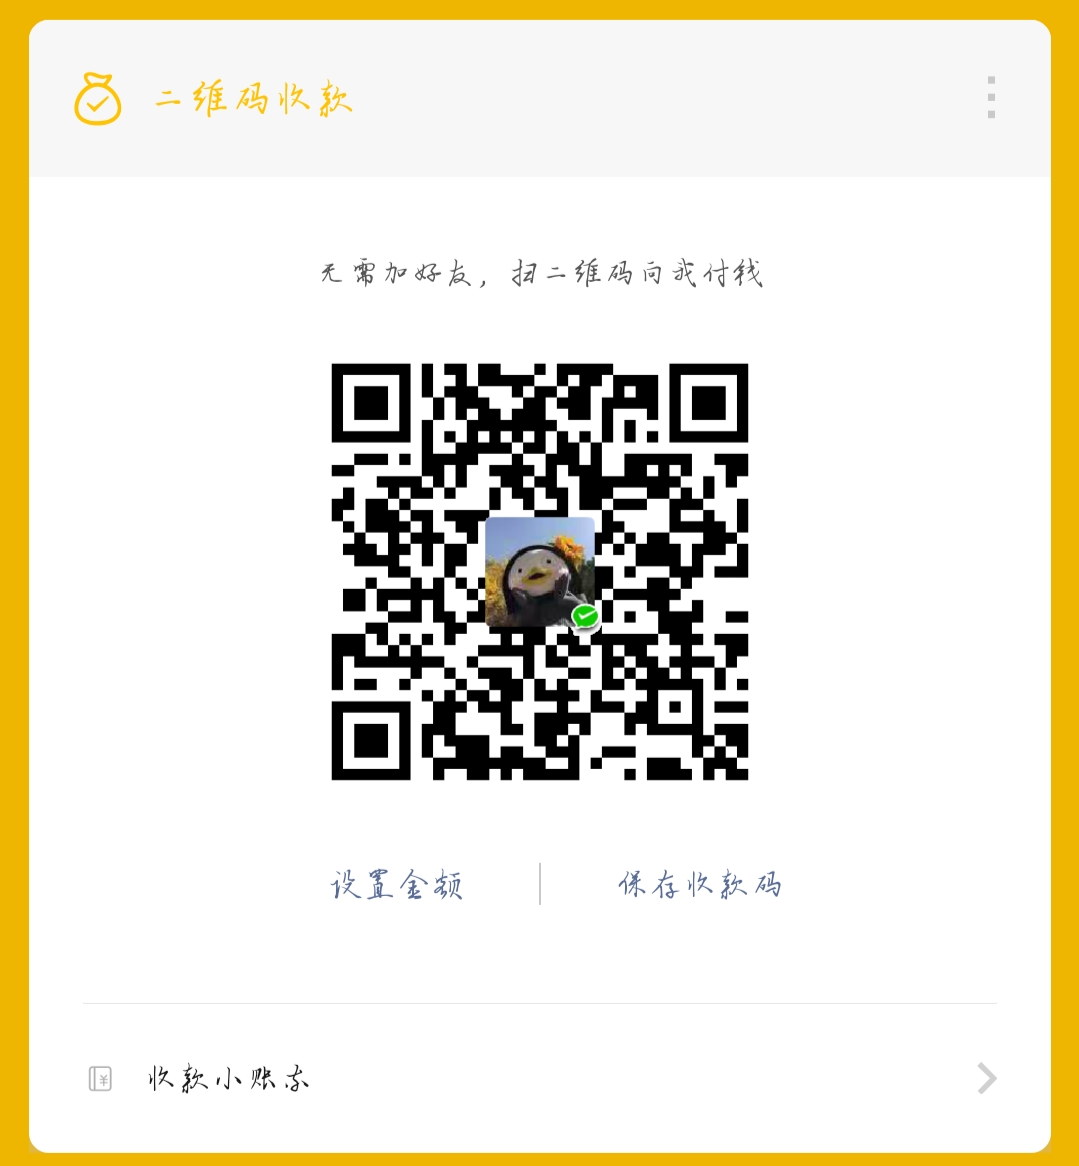 二维码收款
无需加好友，扫二维码向我付钱
设置金额
保存收款码
收款小账本